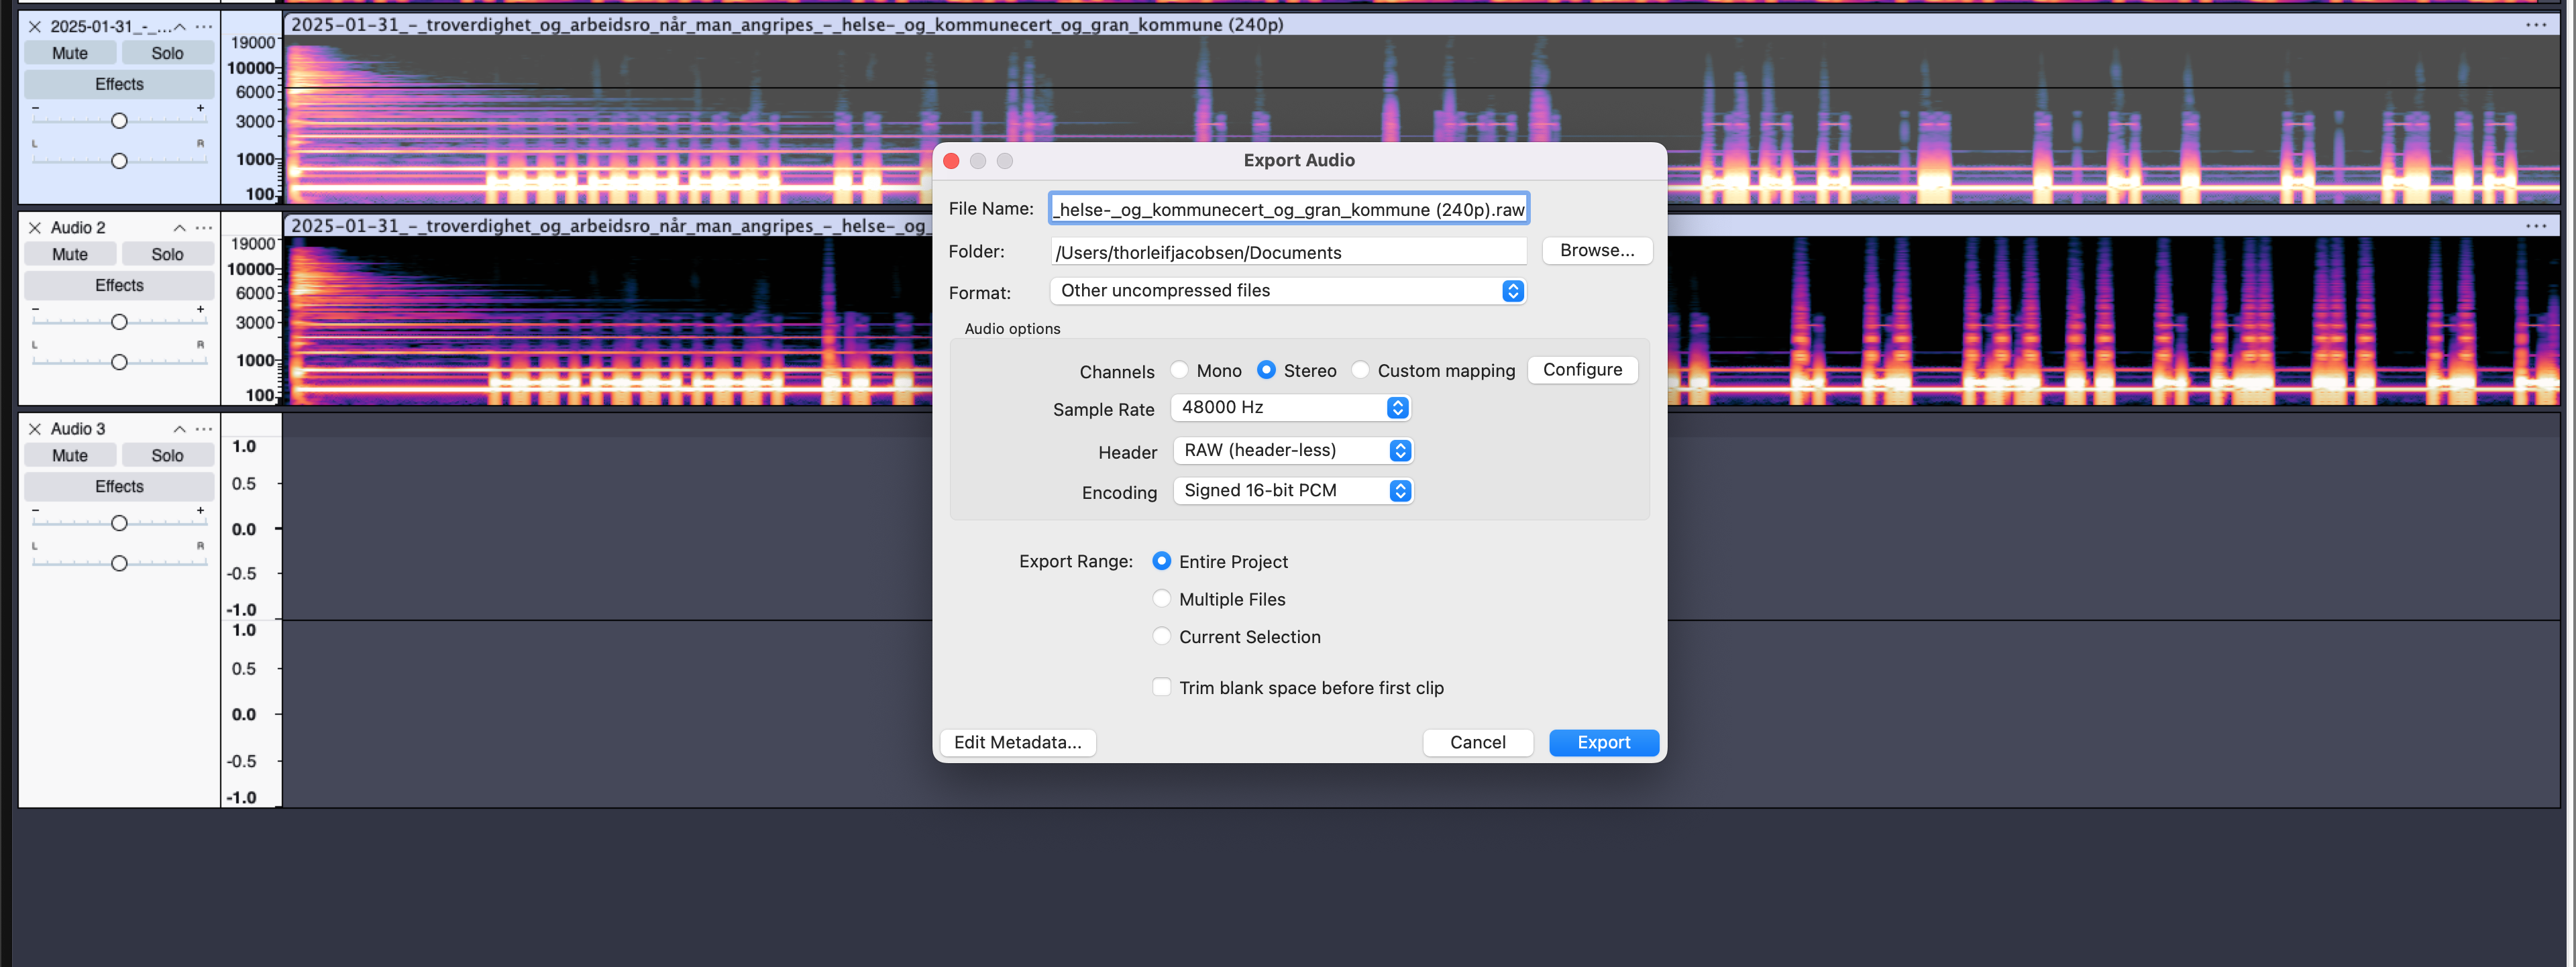 2025-01-31_-_...
2025-01-31_-_troverdighet_og_arbeidsro_når_man_angripes_-_helse-_og_kommunecert_og_gran_kommune (240p)
Mute Solo
Effects
- +
L R
19000
10000
6000
3000
1000
100
Audio 2
2025-01-31_-_troverdighet_og_arbeidsro_når_man_angripes_-_helse-_og_
Mute Solo
Effects
- +
L R
19000
10000
6000
3000
1000
100
Audio 3
Mute Solo
Effects
- +
L R
1.0
0.5
0.0
-0.5
-1.0
1.0
0.5
0.0
-0.5
-1.0
Export Audio
File Name: _helse-_og_kommunecert_og_gran_kommune (240p).raw
Folder: /Users/thorleifjacobsen/Documents Browse...
Format: Other uncompressed files
Audio options
Channels Mono Stereo Custom mapping Configure
Sample Rate 48000 Hz
Header RAW (header-less)
Encoding Signed 16-bit PCM
Export Range: Entire Project
Multiple Files
Current Selection
Trim blank space before first clip
Edit Metadata... Cancel Export